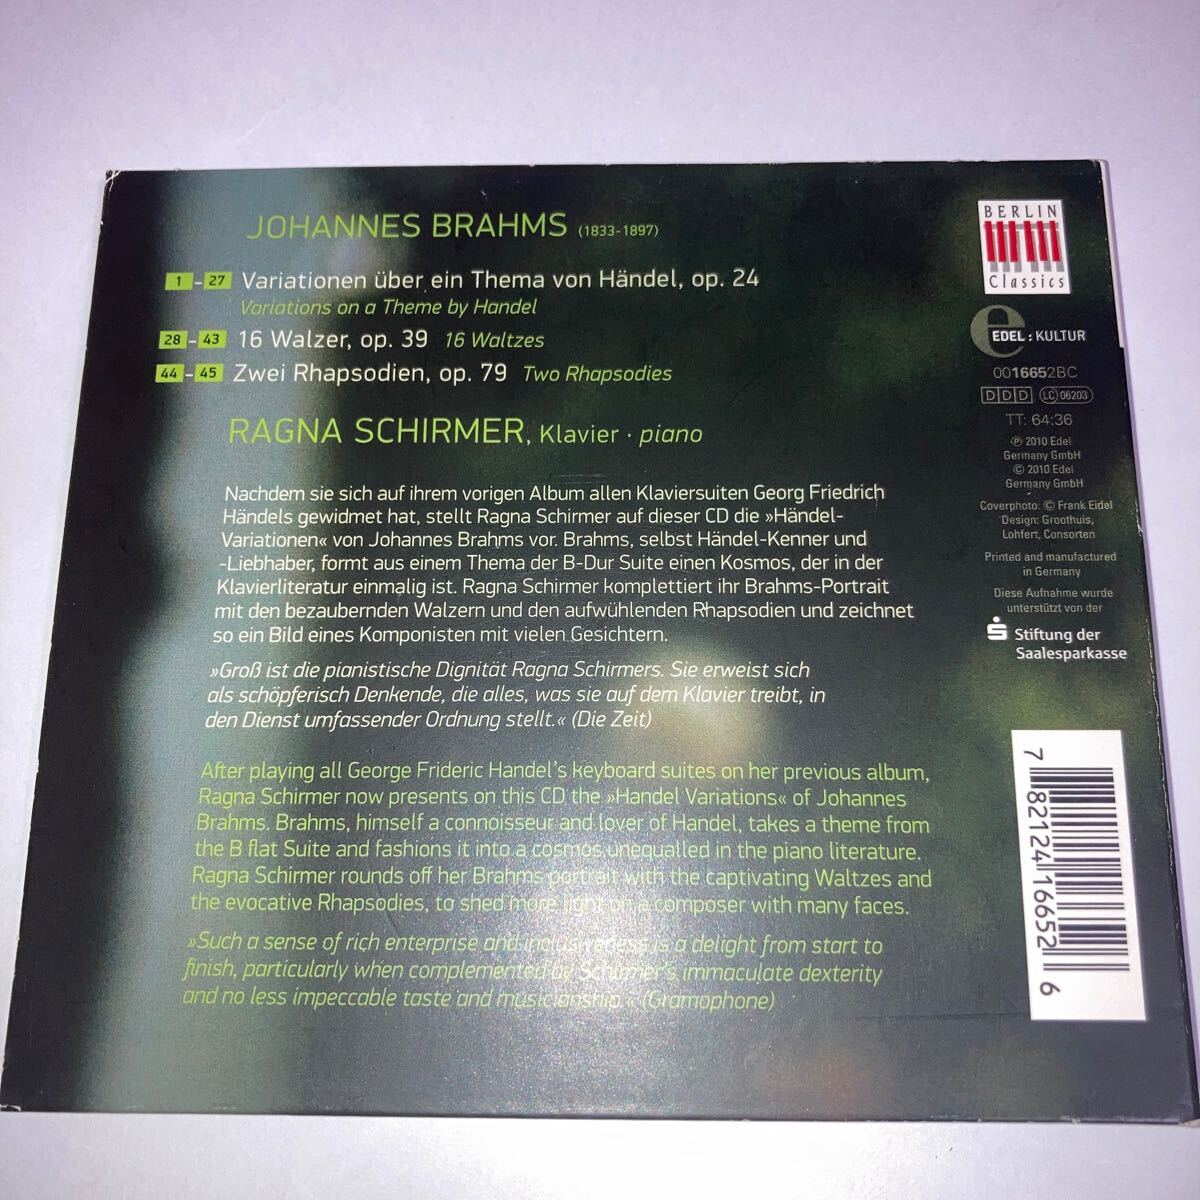 JOHANNES BRAHMS (1833-1897)
1 - 27 Variationen über ein Thema von Händel, op. 24
Variations on a Theme by Handel
28 - 43 16 Walzer, op. 39 16 Waltzes
44 - 45 Zwei Rhapsodien, op. 79 Two Rhapsodies
RAGNA SCHIRMER, Klavier · piano
Nachdem sie sich auf ihrem vorigen Album allen Klaviersuiten Georg Friedrich
Händels gewidmet hat, stellt Ragna Schirmer auf dieser CD die »Händel-
Variationen« von Johannes Brahms vor. Brahms, selbst Händel-Kenner und
-Liebhaber, formt aus einem Thema der B-Dur Suite einen Kosmos, der in der
Klavierliteratur einmalig ist. Ragna Schirmer komplettiert ihr Brahms-Portrait
mit den bezaubernden Walzern und den aufwühlenden Rhapsodien und zeichnet
so ein Bild eines Komponisten mit vielen Gesichtern.
»Groß ist die pianistische Dignität Ragna Schirmers. Sie erweist sich
als schöpferisch Denkende, die alles, was sie auf dem Klavier treibt, in
den Dienst umfassender Ordnung stellt.« (Die Zeit)
After playing all George Frideric Handel's keyboard suites on her previous album,
Ragna Schirmer now presents on this CD the »Handel Variations« of Johannes
Brahms. Brahms, himself a connoisseur and lover of Handel, takes a theme from
the B flat Suite and fashions it into a cosmos unequalled in the piano literature.
Ragna Schirmer rounds off her Brahms portrait with the captivating Waltzes and
the evocative Rhapsodies, to shed more light on a composer with many faces.
»Such a sense of rich enterprise and inclusiveness is a delight from start to
finish, particularly when complemented by Schirmer's immaculate dexterity
and no less impeccable taste and musicianship.« (Gramophone)
BERLIN
Classics
e
EDEL : KULTUR
0016652BC
DDD LC 06203
TT: 64:36
℗ 2010 Edel
Germany GmbH
© 2010 Edel
Germany GmbH
Coverphoto: © Frank Eidel
Design: Groothuis,
Lohfert, Consorten
Printed and manufactured
in Germany
Diese Aufnahme wurde
unterstützt von der
Stiftung der
Saalesparkasse
7 82124 16652 6